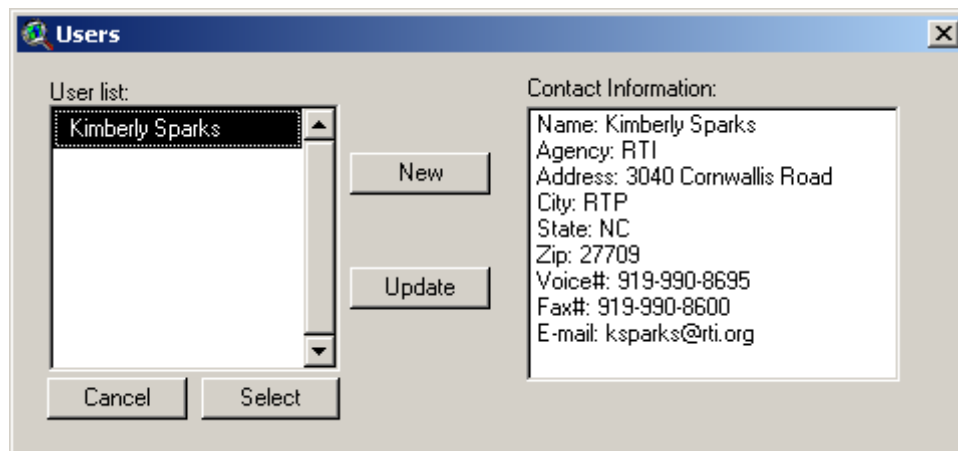 Users
User list:
Kimberly Sparks
New
Update
Cancel
Select
Contact Information:
Name: Kimberly Sparks
Agency: RTI
Address: 3040 Cornwallis Road
City: RTP
State: NC
Zip: 27709
Voice#: 919-990-8695
Fax#: 919-990-8600
E-mail: ksparks@rti.org